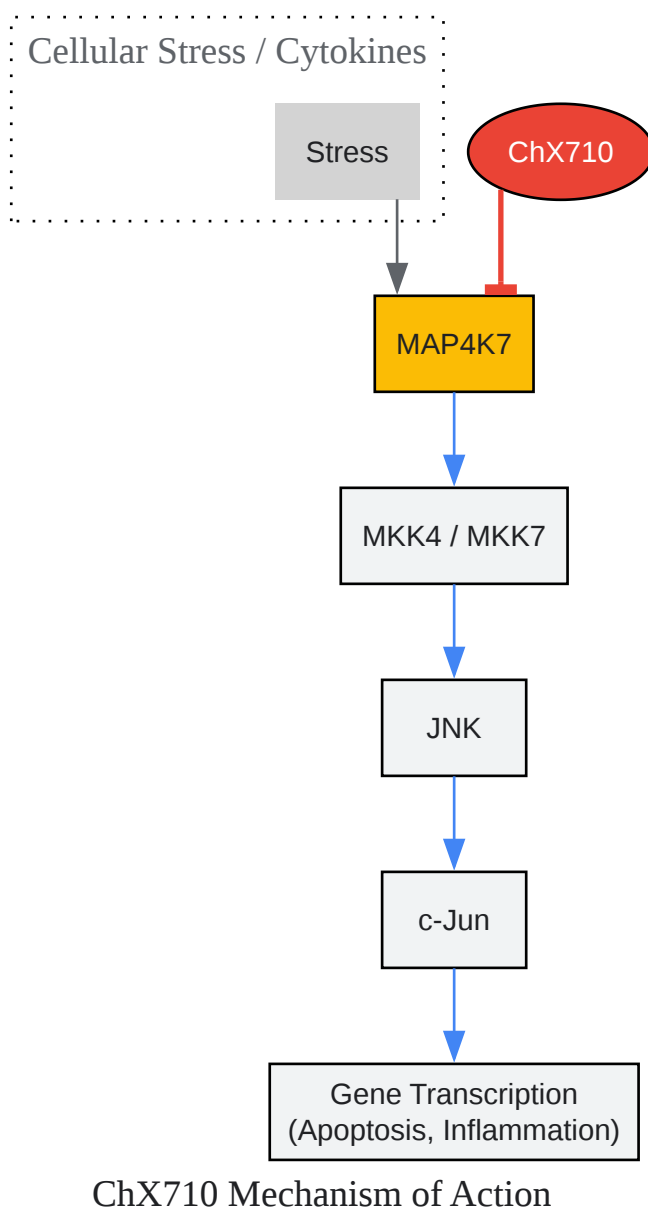 Cellular Stress / Cytokines
Stress
ChX710
MAP4K7
MKK4 / MKK7
JNK
c-Jun
Gene Transcription
(Apoptosis, Inflammation)
ChX710 Mechanism of Action